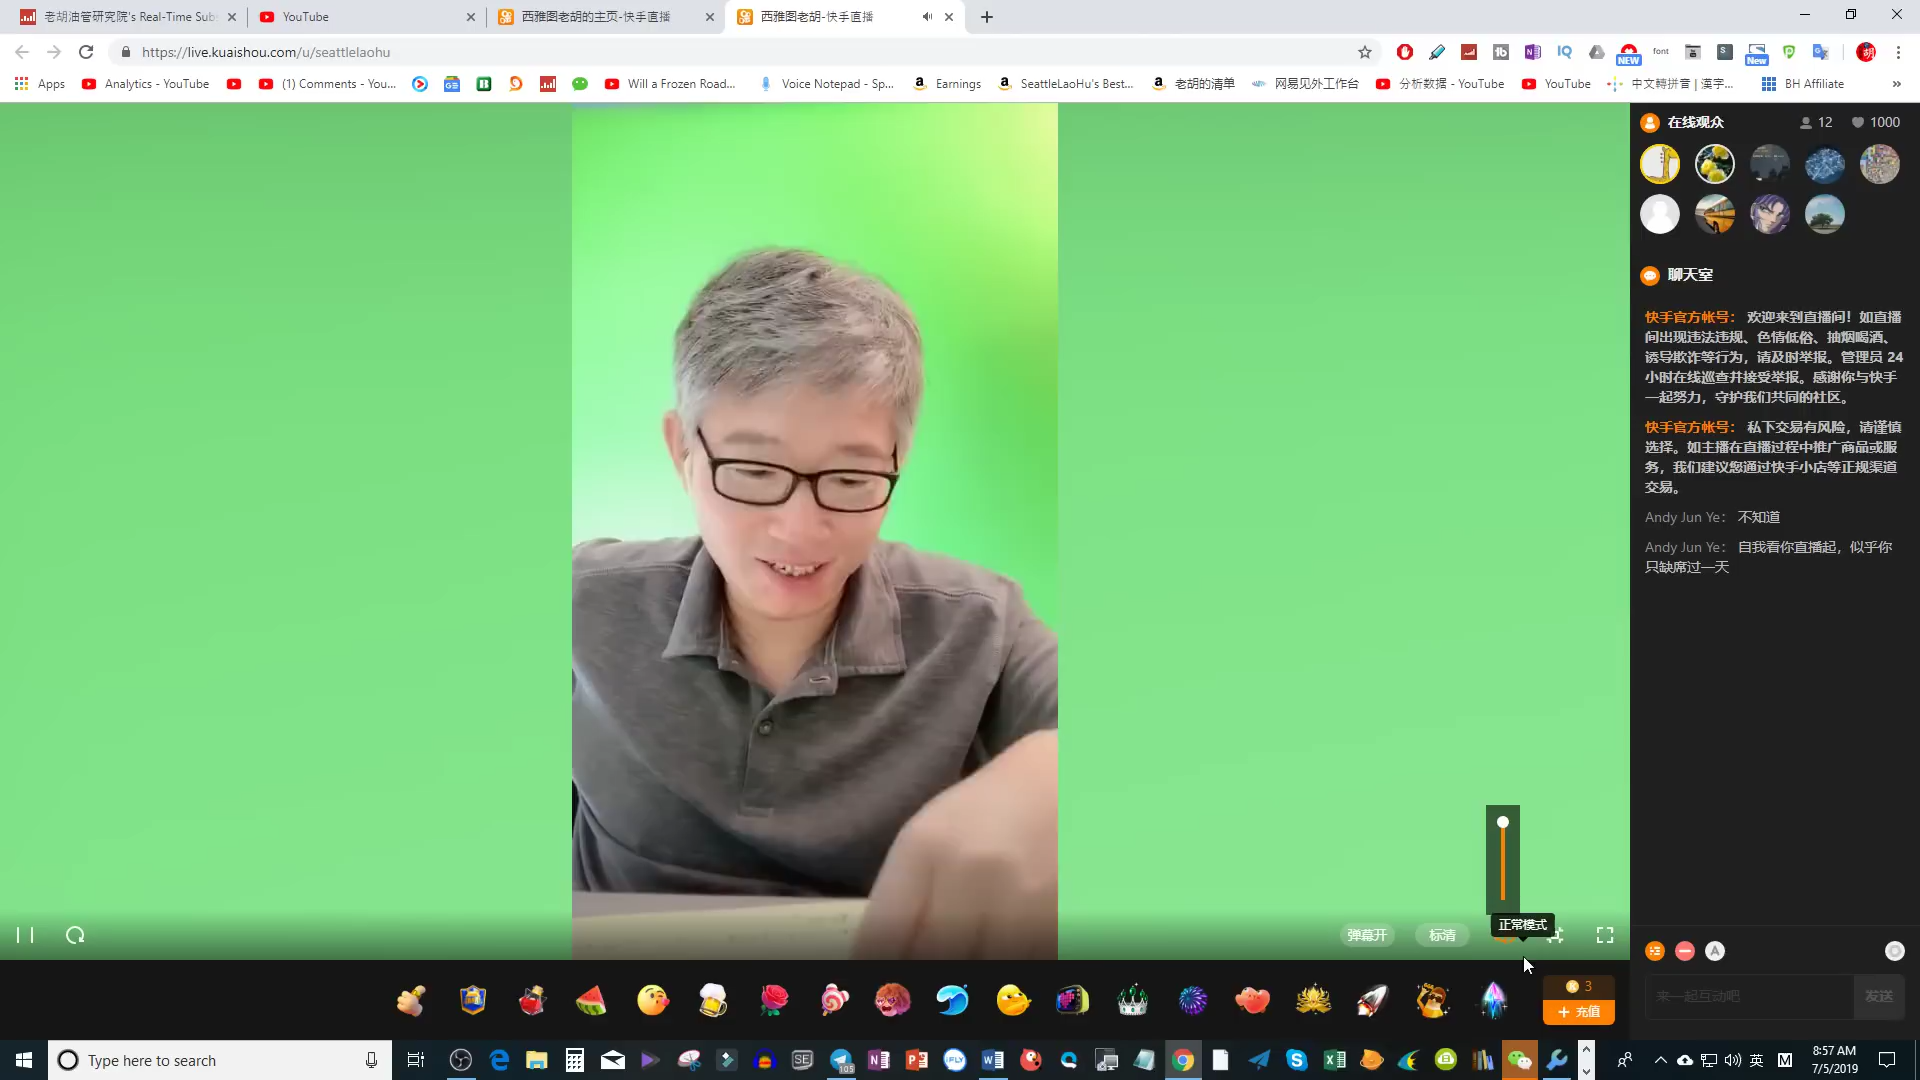 老胡油管研究院's Real-Time Sub
YouTube
西雅图老胡的主页-快手直播
西雅图老胡-快手直播
https://live.kuaishou.com/u/seattlelaohu
font
NEW
New
Apps
Analytics - YouTube
(1) Comments - You...
Will a Frozen Road...
Voice Notepad - Sp...
Earnings
SeattleLaoHu's Best...
老胡的清单
网易见外工作台
分析数据 - YouTube
YouTube
中文轉拼音 | 漢字...
BH Affiliate
在线观众
12
1000
聊天室
快手官方帐号： 欢迎来到直播间！如直播
间出现违法违规、色情低俗、抽烟喝酒、
诱导欺诈等行为，请及时举报。管理员 24
小时在线巡查并接受举报。感谢你与快手
一起努力，守护我们共同的社区。
快手官方帐号： 私下交易有风险，请谨慎
选择。如主播在直播过程中推广商品或服
务，我们建议您通过快手小店等正规渠道
交易。
Andy Jun Ye： 不知道
Andy Jun Ye： 自我看你直播起，似乎你
只缺席过一天
正常模式
弹幕开
标清
3
+ 充值
来一起互动吧
发送
Type here to search
105
英
M
8:57 AM
7/5/2019